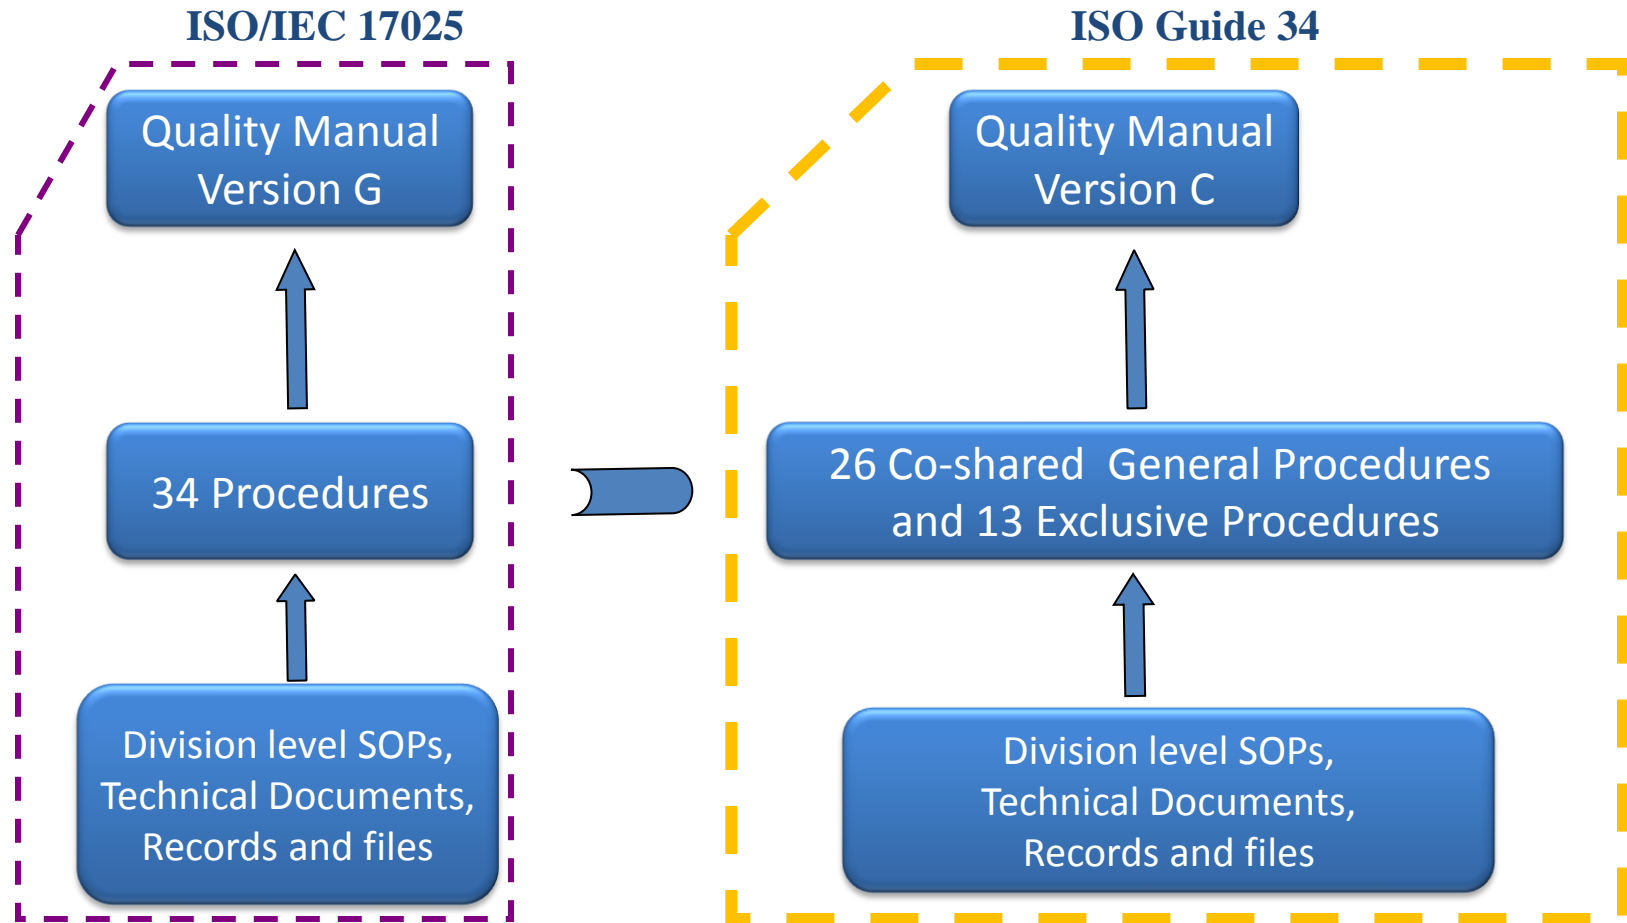 ISO/IEC 17025
Quality Manual
Version G
34 Procedures
Division level SOPs,
Technical Documents,
Records and files
ISO Guide 34
Quality Manual
Version C
26 Co-shared General Procedures
and 13 Exclusive Procedures
Division level SOPs,
Technical Documents,
Records and files